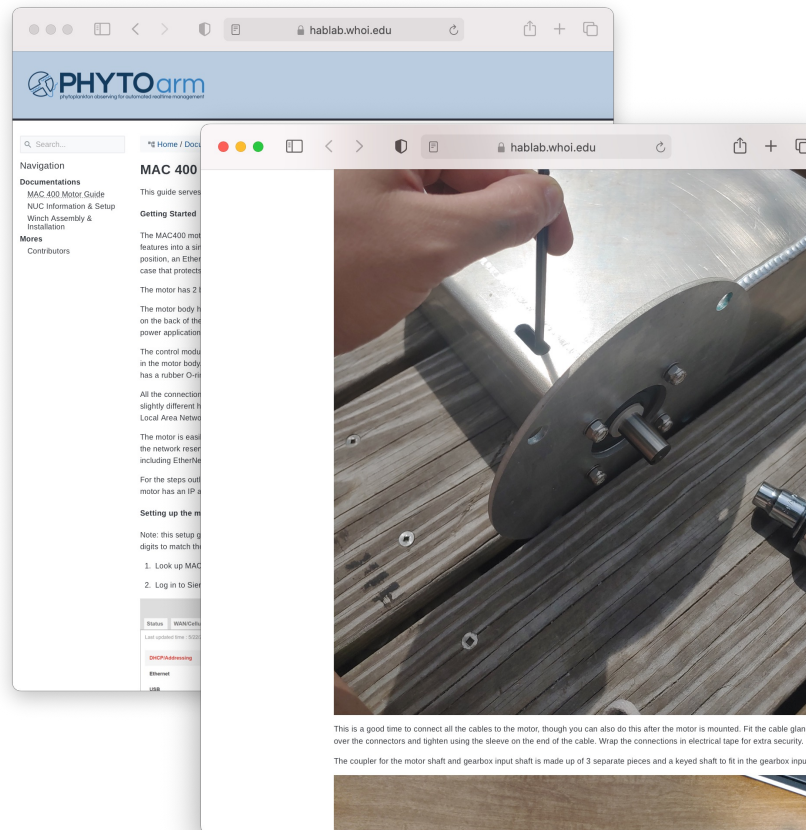 hablab.whoi.edu
PHYTOarm
phytoplankton observing for automated realtime management
Search...
Navigation
Documentations
MAC 400 Motor Guide
NUC Information & Setup
Winch Assembly &
Installation
Mores
Contributors
Home / Docu
MAC 400
This guide serves
Getting Started
The MAC400 mot
features into a sin
position, an Ether
case that protects
The motor has 2
The motor body h
on the back of the
power application
The control modu
in the motor body
has a rubber O-ri
All the connection
slightly different h
Local Area Netwo
The motor is easi
the network reser
including EtherNe
For the steps outl
motor has an IP a
Setting up the m
Note: this setup g
digits to match the
1. Look up MAC
2. Log in to Sier
Status WAN/Cellu
Last updated time : 5/22/
DHCP/Addressing
Ethernet
USB
hablab.whoi.edu
This is a good time to connect all the cables to the motor, though you can also do this after the motor is mounted. Fit the cable glan
over the connectors and tighten using the sleeve on the end of the cable. Wrap the connections in electrical tape for extra security.
The coupler for the motor shaft and gearbox input shaft is made up of 3 separate pieces and a keyed shaft to fit in the gearbox inpu